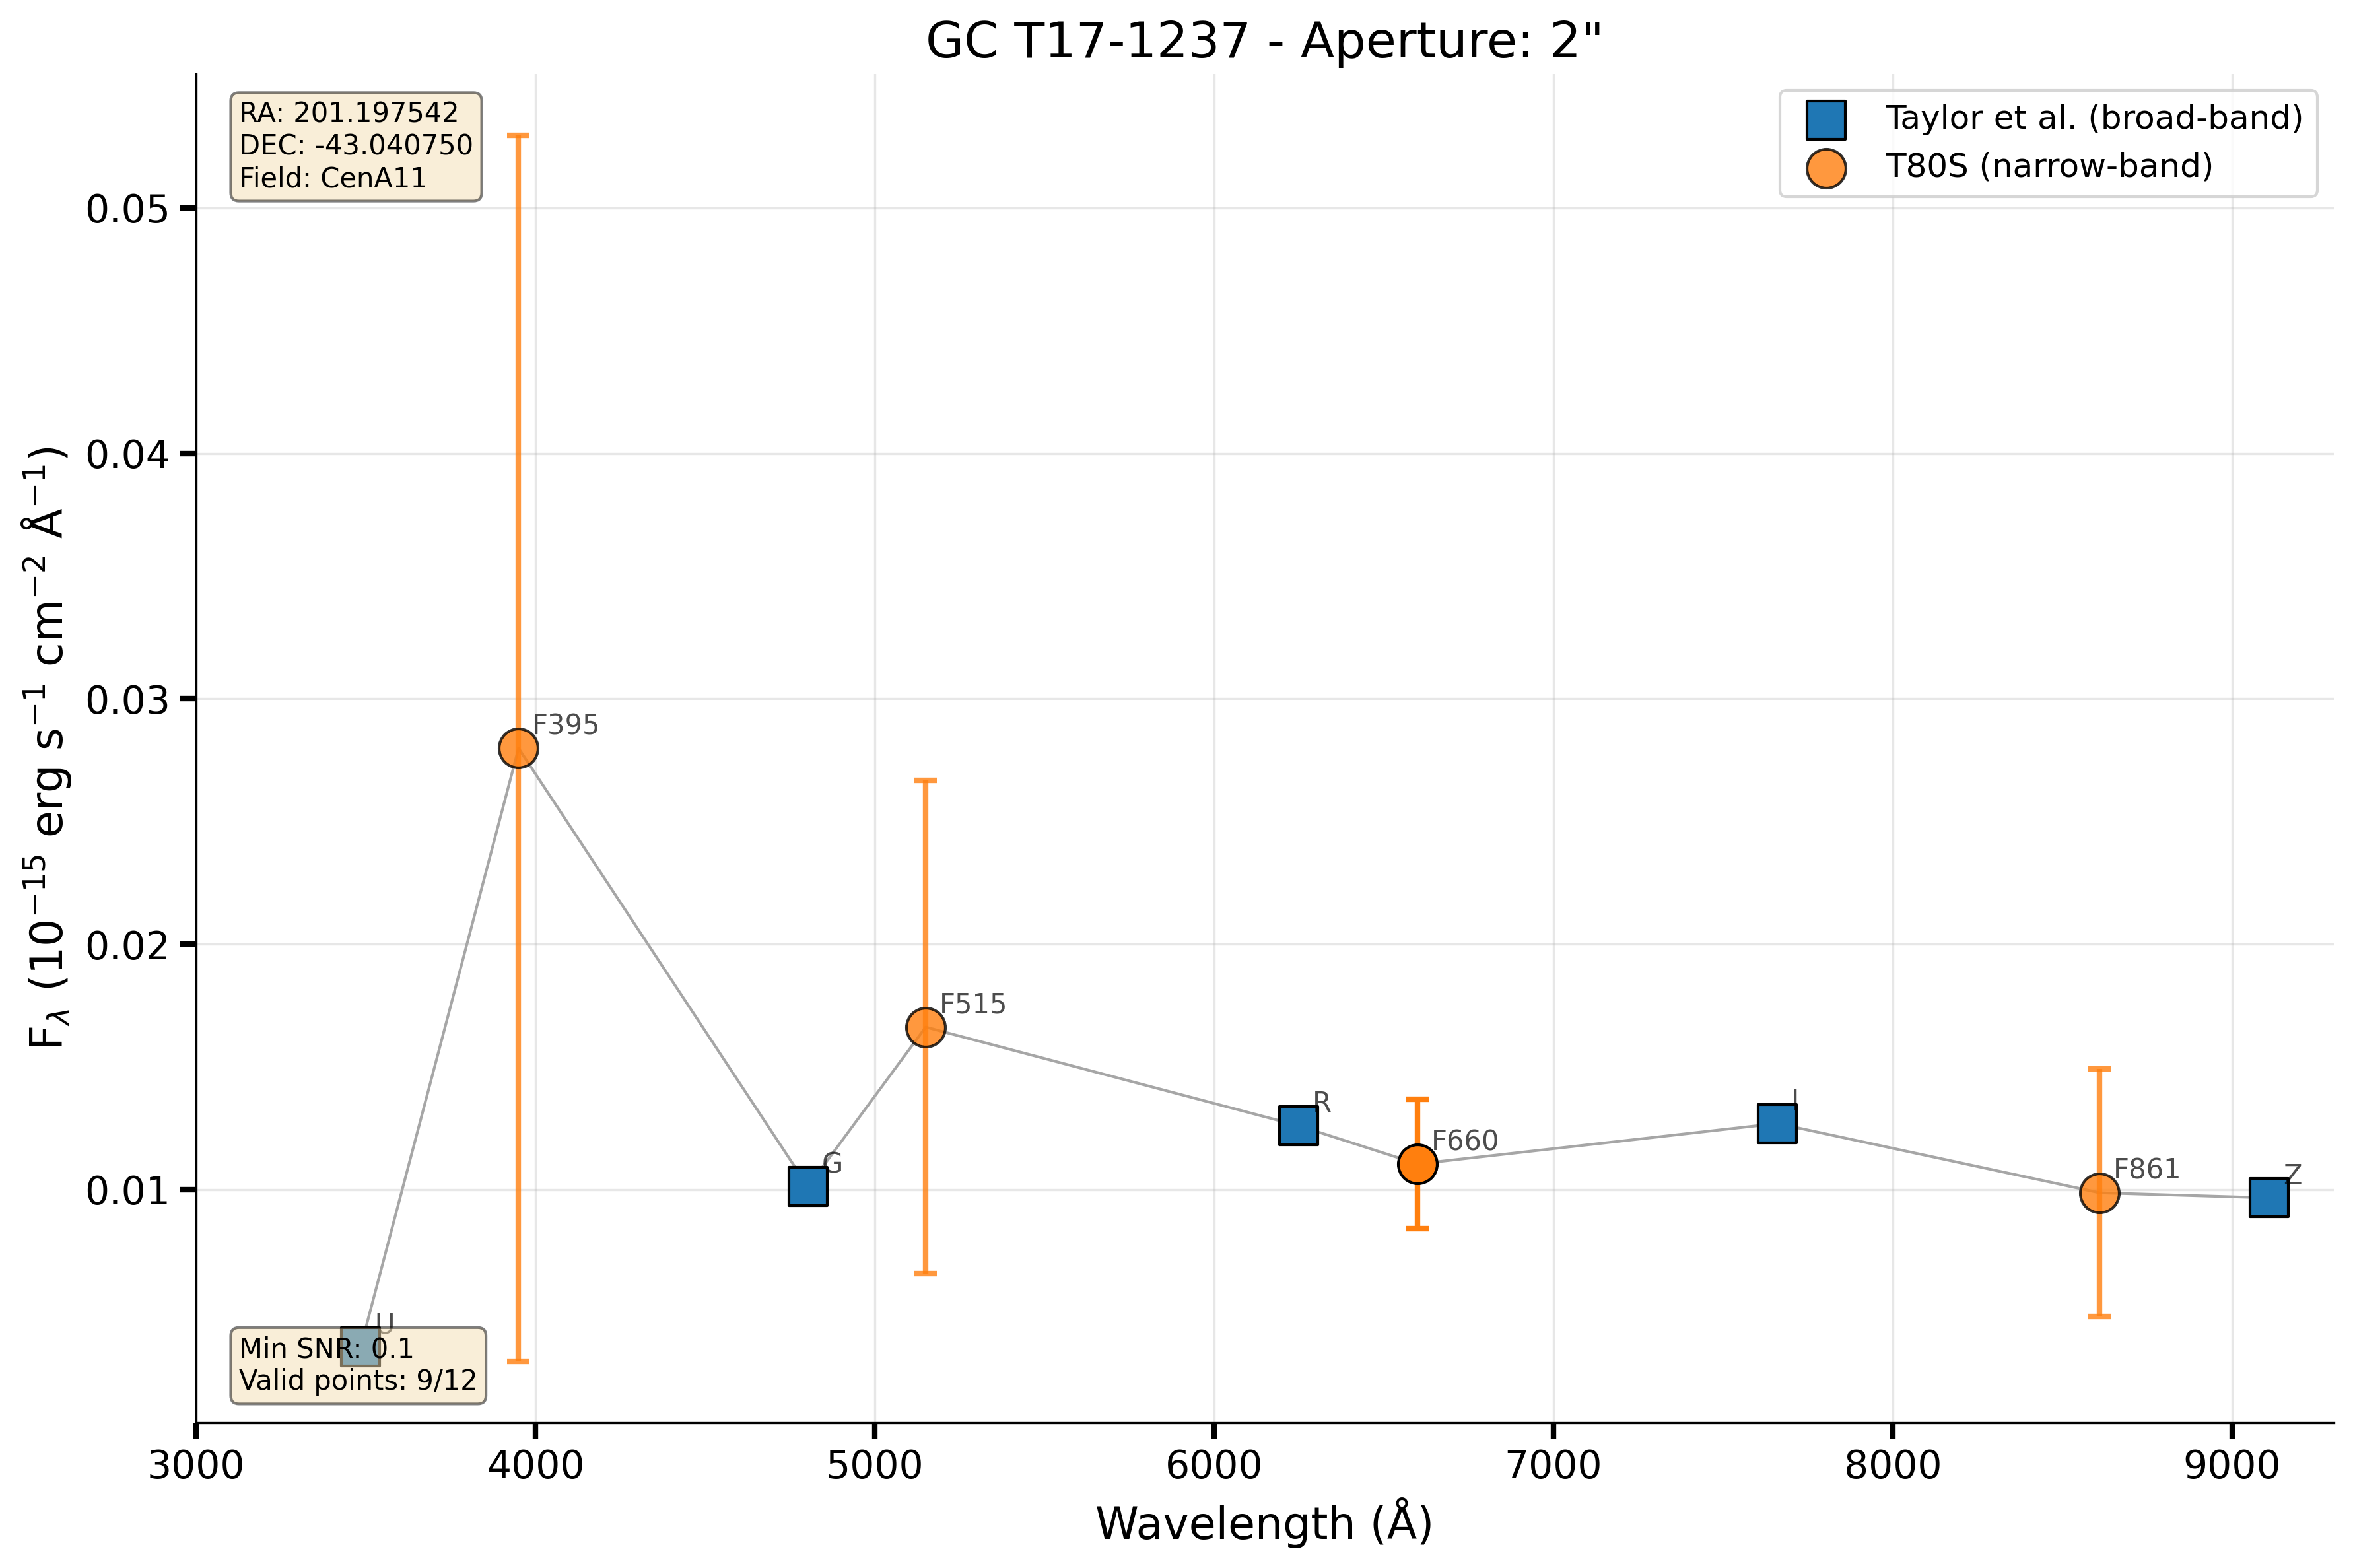 GC T17-1237 - Aperture: 2"
RA: 201.197542
DEC: -43.040750
Field: CenA11
Taylor et al. (broad-band)
T80S (narrow-band)
0.05
0.04
0.03
0.02
0.01
F395
F515
G
R
F660
I
F861
Z
U
Min SNR: 0.1
Valid points: 9/12
3000 4000 5000 6000 7000 8000 9000
Wavelength (Å)
F_λ (10⁻¹⁵ erg s⁻¹ cm⁻² Å⁻¹)